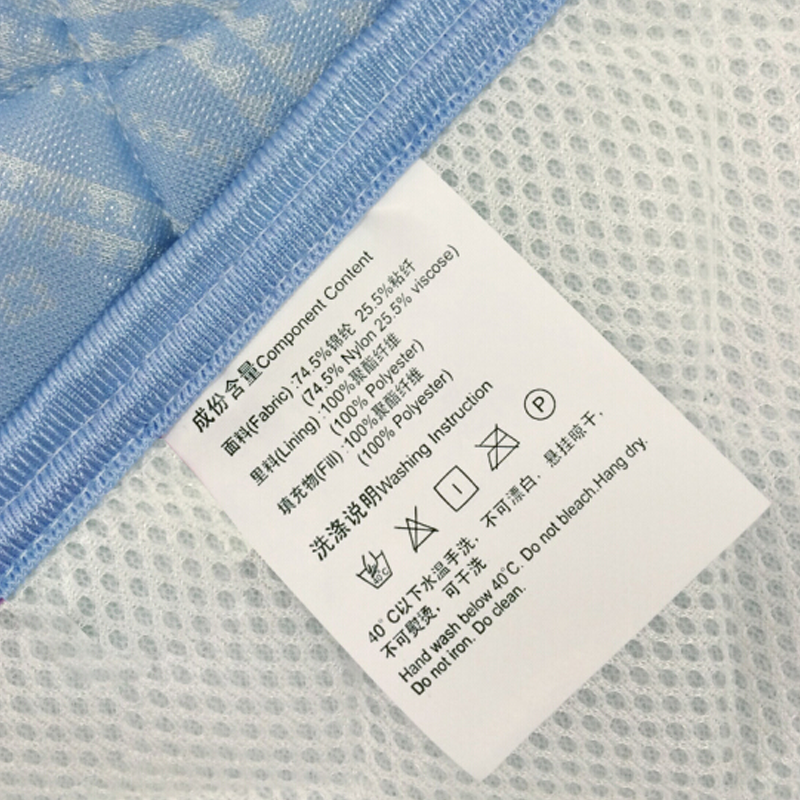 成份含量Component Content
面料(Fabric):74.5%锦纶 25.5%粘纤
(74.5% Nylon 25.5% viscose)
里料(Lining):100%聚酯纤维
(100% Polyester)
填充物(Fill):100%聚酯纤维
(100% Polyester)
洗涤说明Washing Instruction
40°C P
40°C以下水温手洗，不可漂白，悬挂晾干，
不可熨烫，可干洗
Hand wash below 40°C. Do not bleach.Hang dry.
Do not iron. Do clean.